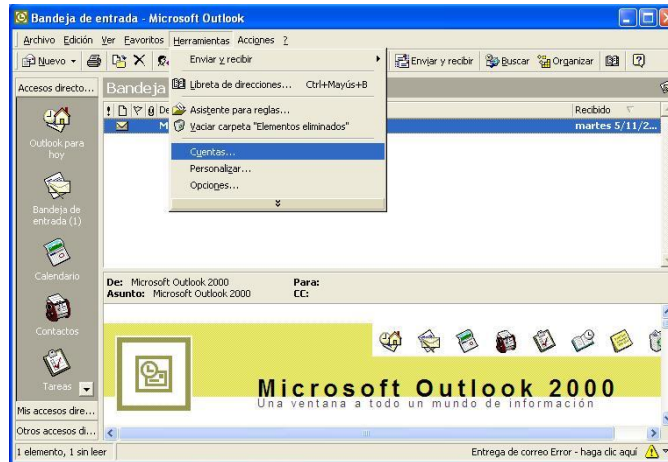 Bandeja de entrada - Microsoft Outlook
Archivo Edición Ver Favoritos Herramientas Acciones ?
Nuevo Enviar y recibir Buscar Organizar
Enviar y recibir
Libreta de direcciones... Ctrl+Mayús+B
Asistente para reglas...
Vaciar carpeta "Elementos eliminados"
Cuentas...
Personalizar...
Opciones...
Accesos directo...
Outlook para
hoy
Bandeja de
entrada (1)
Calendario
Contactos
Tareas
Mis accesos dire...
Otros accesos di...
Bandeja
! De Recibido
M martes 5/11/2...
De: Microsoft Outlook 2000 Para:
Asunto: Microsoft Outlook 2000 CC:
Microsoft Outlook 2000
Una ventana a todo un mundo de información
1 elemento, 1 sin leer Entrega de correo Error - haga clic aquí